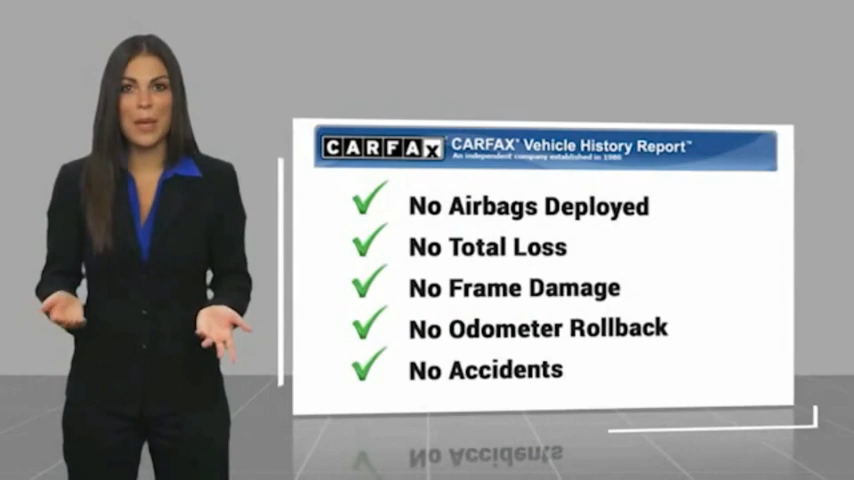 CARFAX CARFAX™ Vehicle History Report™
An independent company established in 1986
No Airbags Deployed
No Total Loss
No Frame Damage
No Odometer Rollback
No Accidents
No Accidents